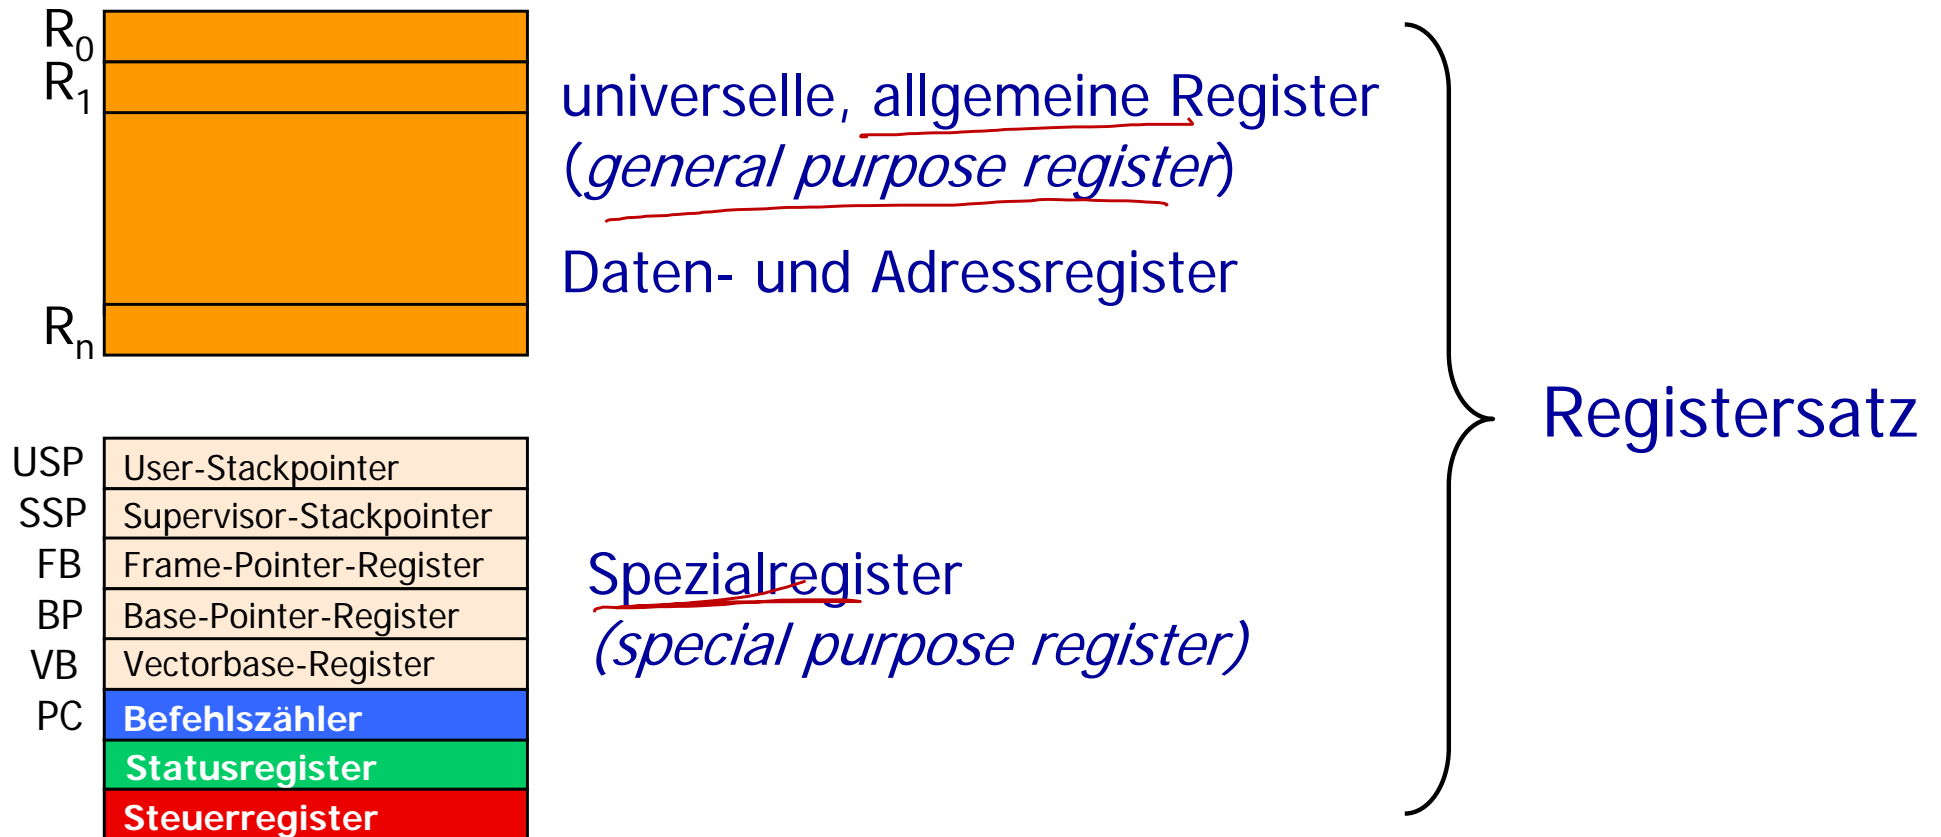 R0
R1
universelle, allgemeine Register
(general purpose register)
Daten- und Adressregister
Rn
Registersatz
USP User-Stackpointer
SSP Supervisor-Stackpointer
FB Frame-Pointer-Register
BP Base-Pointer-Register
VB Vectorbase-Register
PC Befehlszähler
Statusregister
Steuerregister
Spezialregister
(special purpose register)